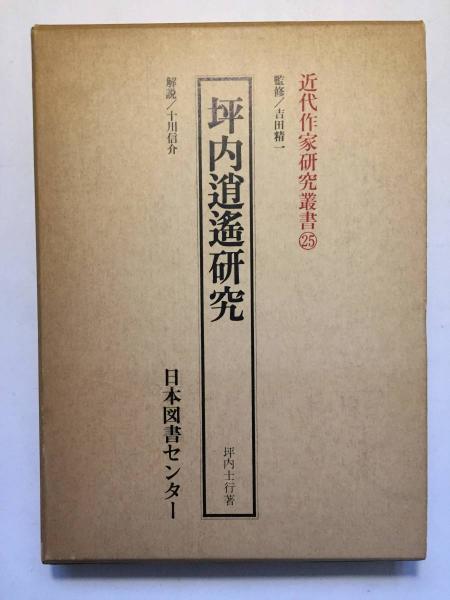 近代作家研究叢書㉕
監修/吉田精一
坪内逍遙研究
坪内士行著
解説/十川信介
日本図書センター